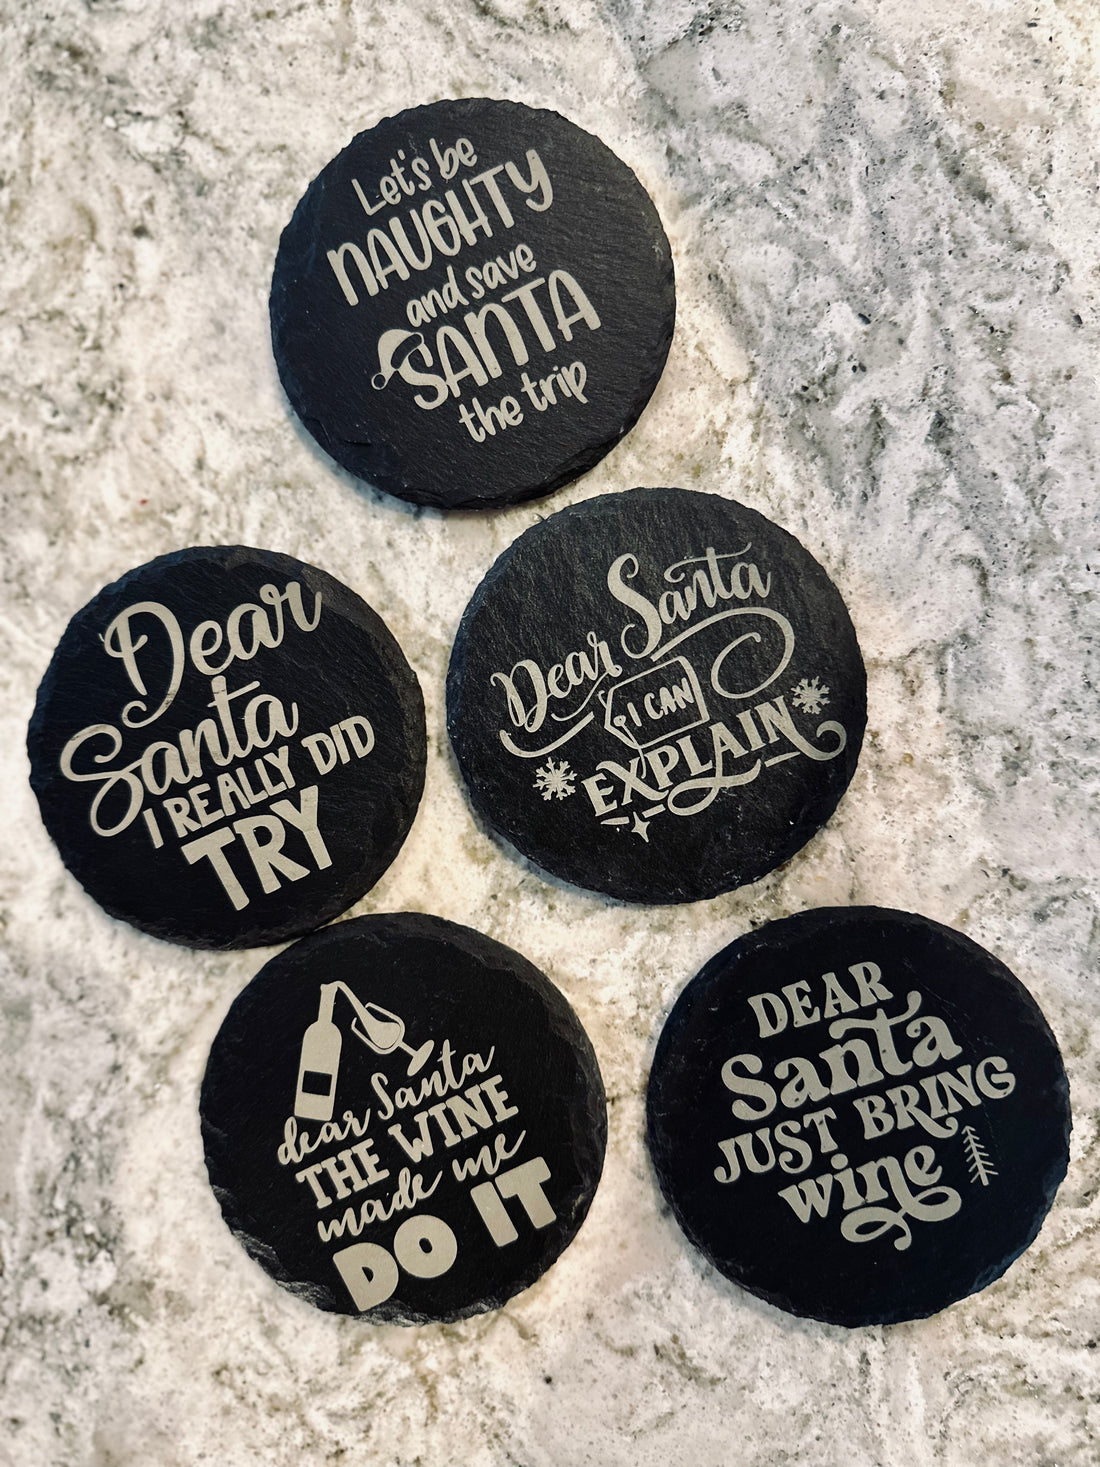 Let's be
NAUGHTY
and save
SANTA
the trip
Dear
Santa
I REALLY DID
TRY
Dear Santa
I CAN
EXPLAIN
dear Santa
THE WINE
made me
DO IT
DEAR
Santa
JUST BRING
wine